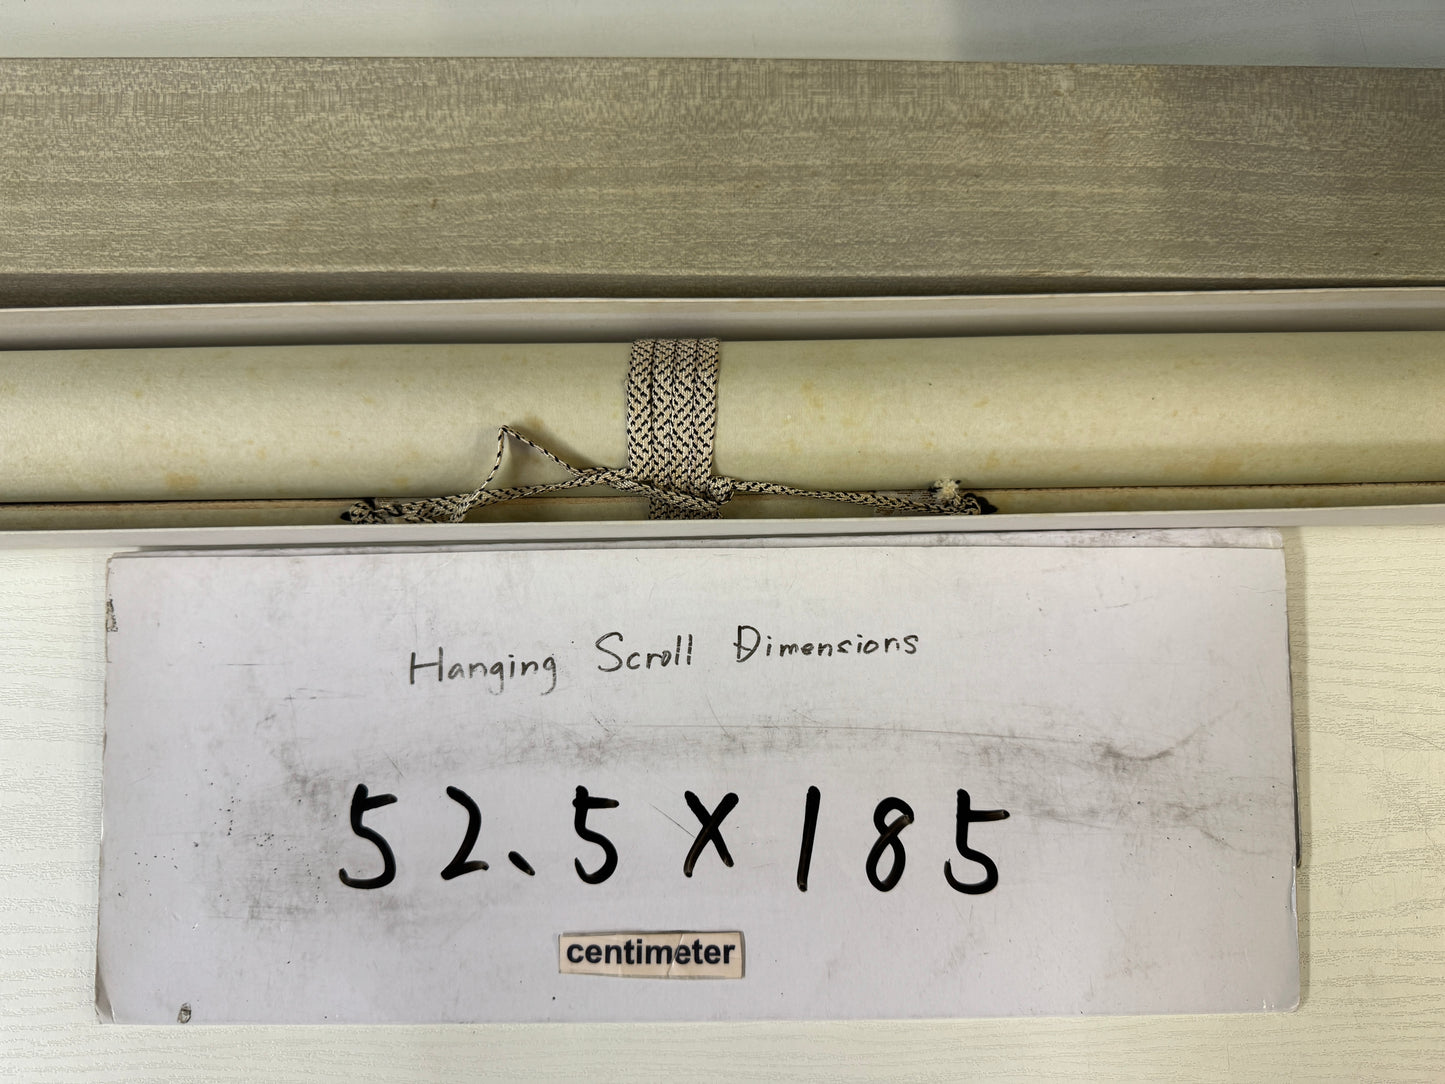 Hanging Scroll Dimensions
52.5 X 185
centimeter